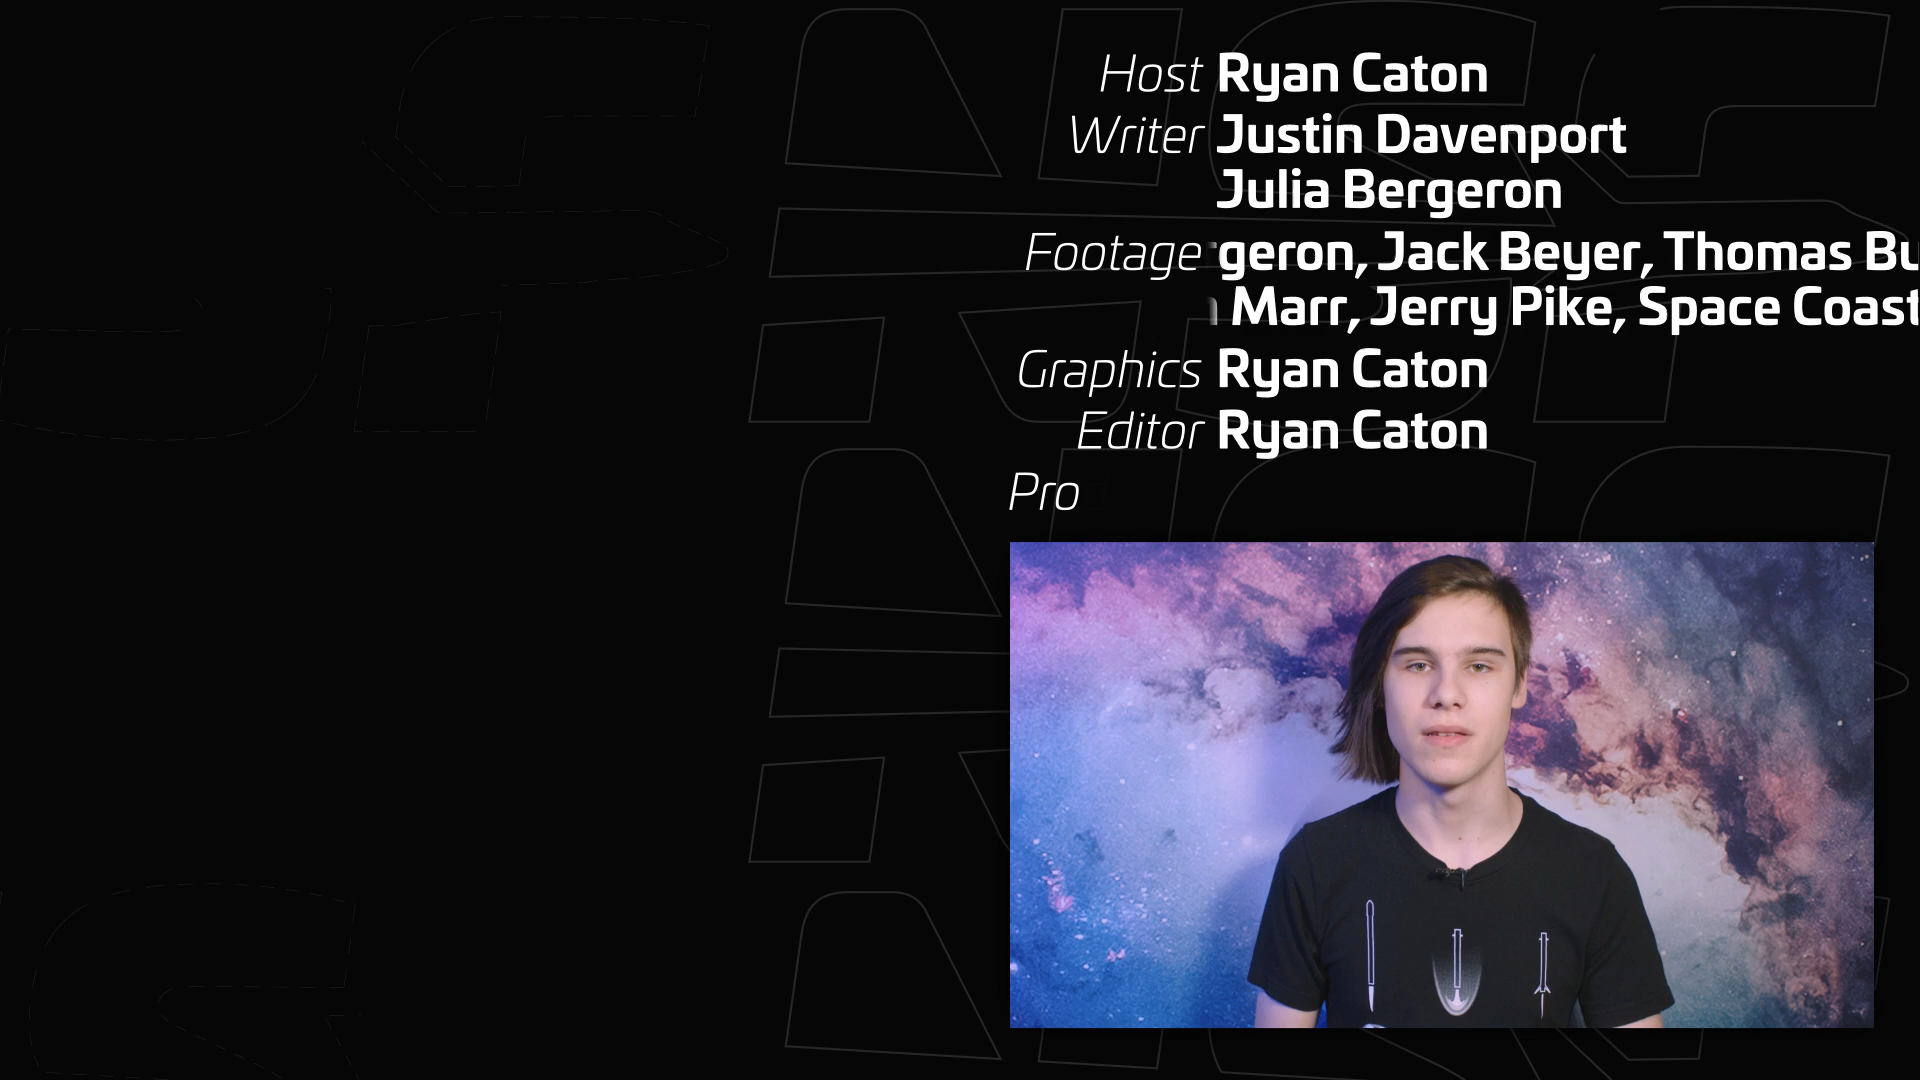 Host Ryan Caton
Writer Justin Davenport
Julia Bergeron
Footage geron, Jack Beyer, Thomas Bu
Marr, Jerry Pike, Space Coast
Graphics Ryan Caton
Editor Ryan Caton
Pro